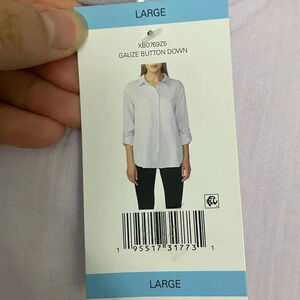 LARGE
XB0769Z5
GAUZE BUTTON DOWN
1 95517 31773 1
LARGE